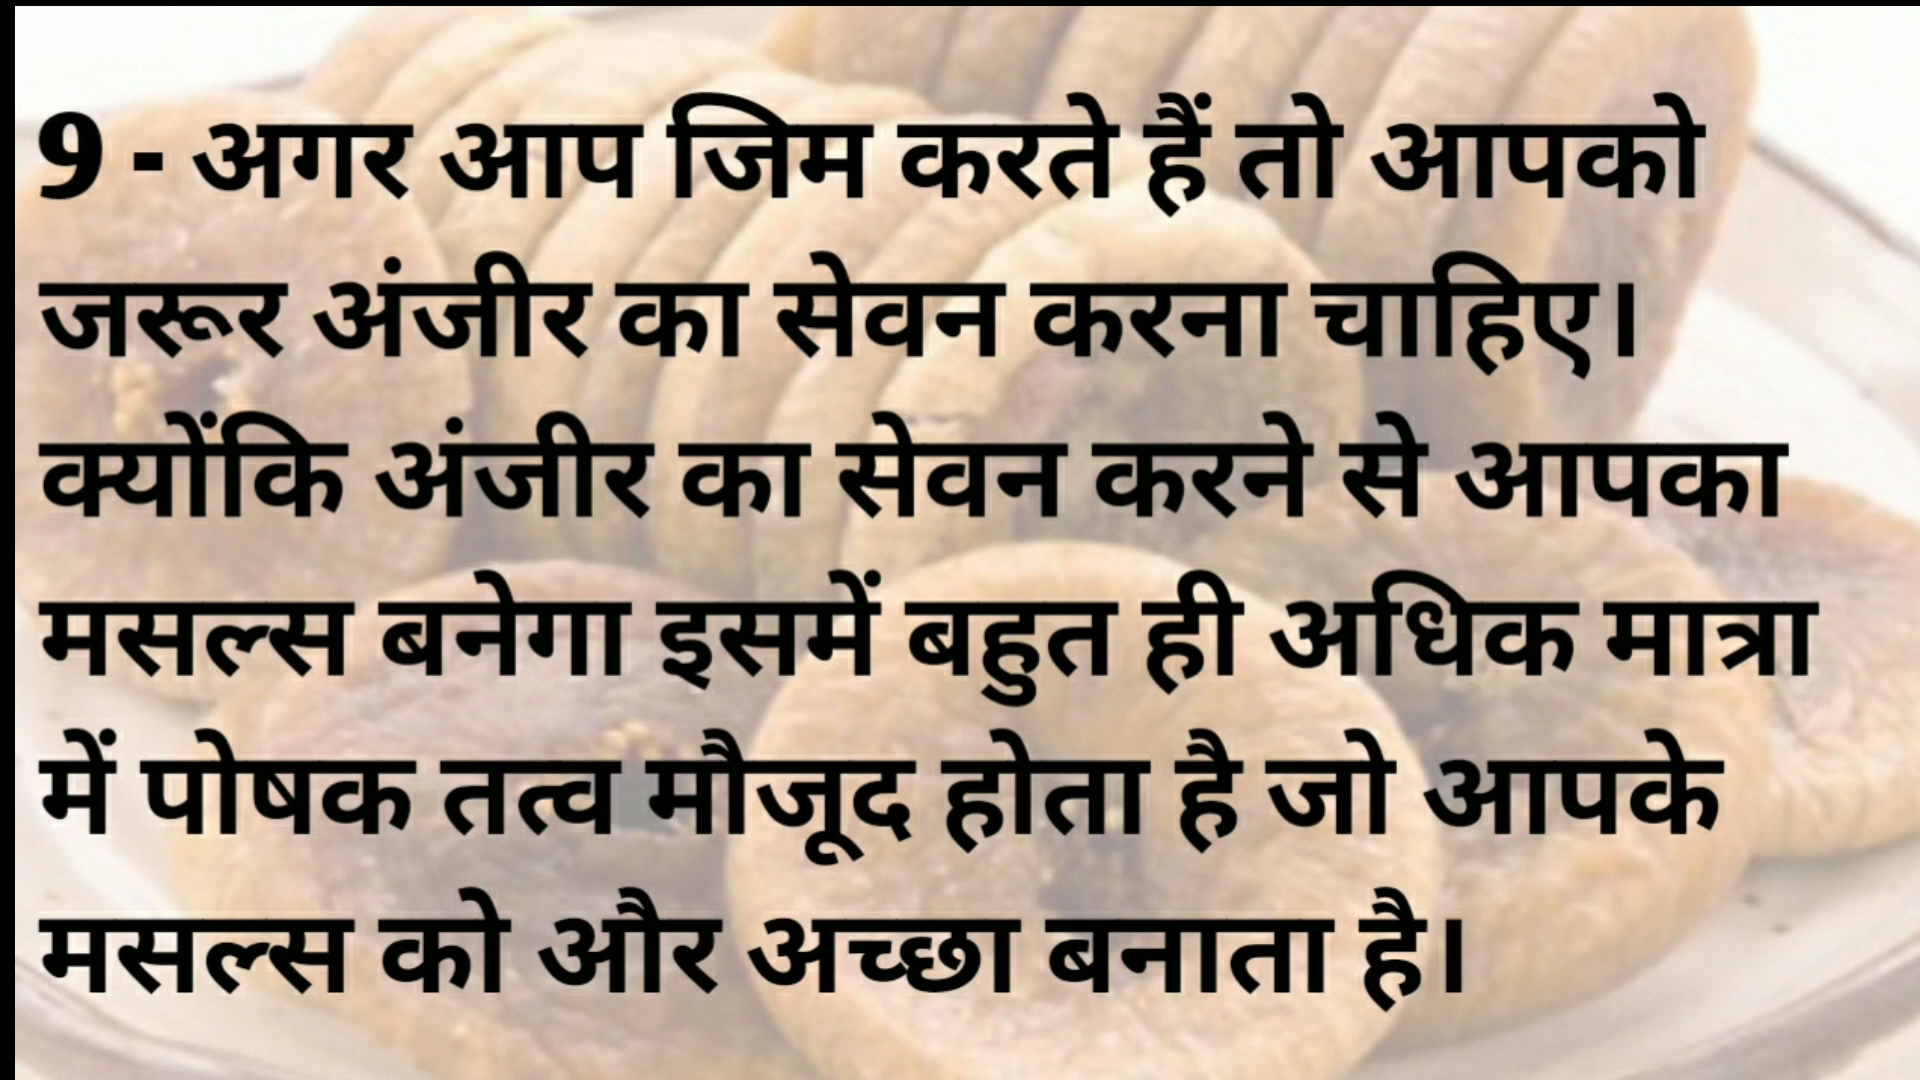 9 - अगर आप जिम करते हैं तो आपको
जरूर अंजीर का सेवन करना चाहिए।
क्योंकि अंजीर का सेवन करने से आपका
मसल्स बनेगा इसमें बहुत ही अधिक मात्रा
में पोषक तत्व मौजूद होता है जो आपके
मसल्स को और अच्छा बनाता है।